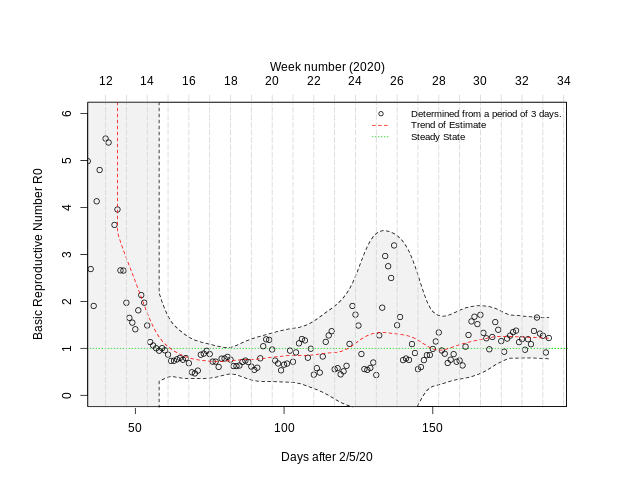 Week number (2020)
12 14 16 18 20 22 24 26 28 30 32 34
Determined from a period of 3 days.
Trend of Estimate
Steady State
Basic Reproductive Number R0
6
5
4
3
2
1
0
50 100 150
Days after 2/5/20